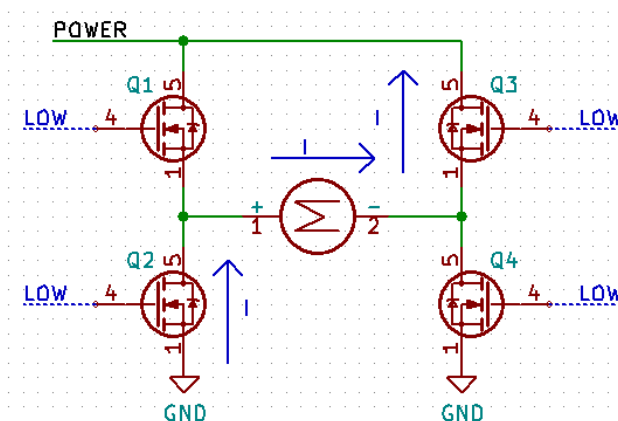 POWER
Q1 5 5 Q3
LOW 4 4 LOW
I I
1 1
+ -
1 2
Q2 5 5 Q4
LOW 4 I 4 LOW
1 1
GND GND